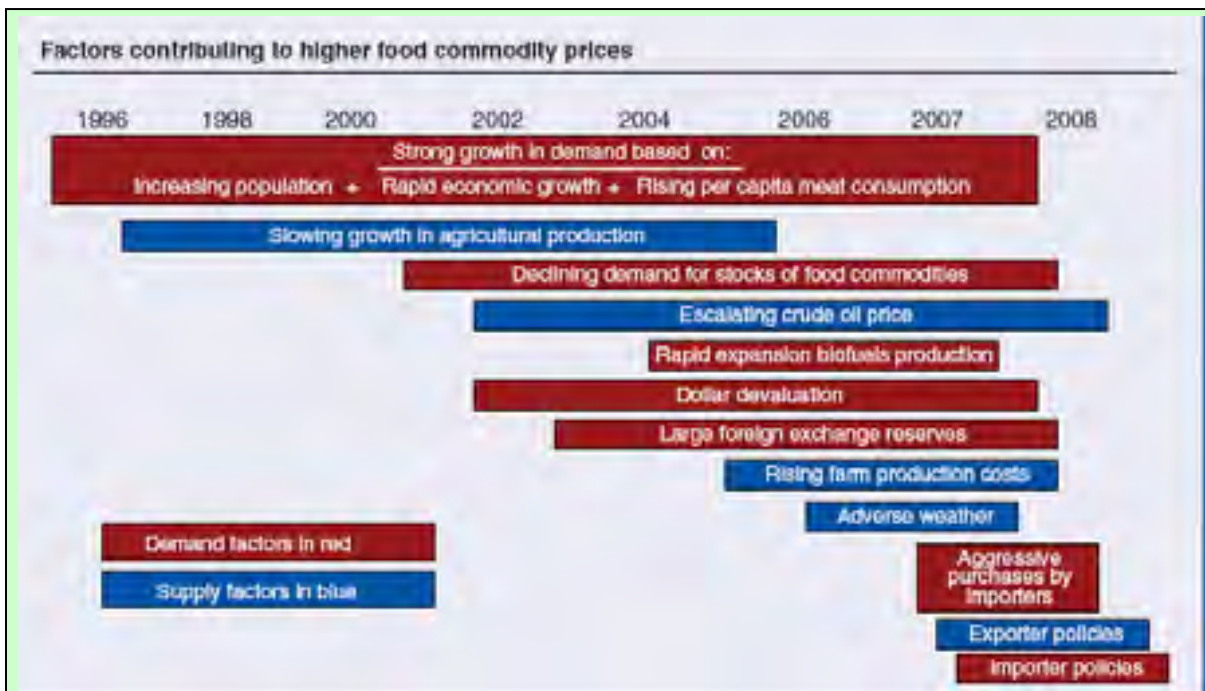 Factors contributing to higher food commodity prices
1996 1998 2000 2002 2004 2006 2007 2008
Strong growth in demand based on:
Increasing population + Rapid economic growth + Rising per capita meat consumption
Slowing growth in agricultural production
Declining demand for stocks of food commodities
Escalating crude oil price
Rapid expansion biofuels production
Dollar devaluation
Large foreign exchange reserves
Rising farm production costs
Adverse weather
Demand factors in red
Supply factors in blue
Aggressive
purchases by
importers
Exporter policies
Importer policies